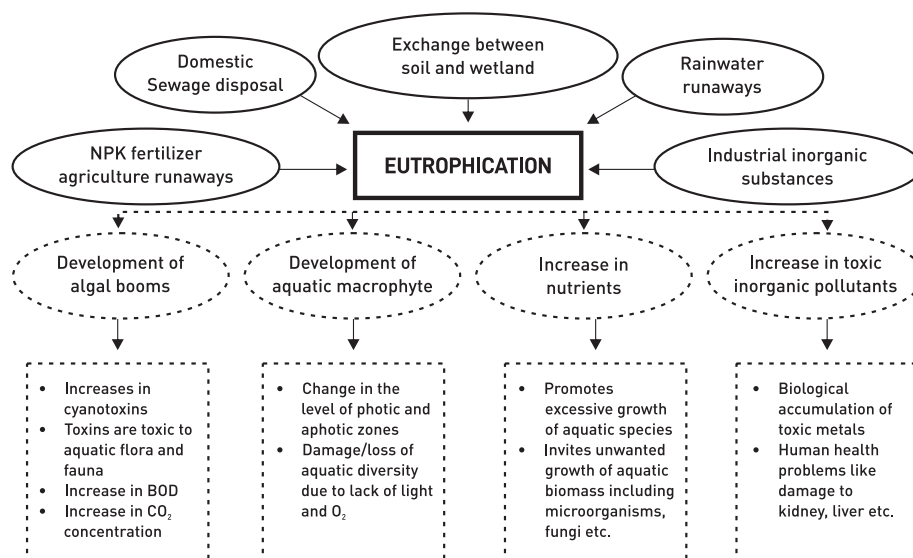 Exchange between
soil and wetland
Domestic
Sewage disposal
Rainwater
runaways
NPK fertilizer
agriculture runaways
EUTROPHICATION
Industrial inorganic
substances
Development of
algal booms
Development of
aquatic macrophyte
Increase in
nutrients
Increase in toxic
inorganic pollutants
• Increases in
cyanotoxins
• Toxins are toxic to
aquatic flora and
fauna
• Increase in BOD
• Increase in CO₂
concentration
• Change in the
level of photic and
aphotic zones
• Damage/loss of
aquatic diversity
due to lack of light
and O₂
• Promotes
excessive growth
of aquatic species
• Invites unwanted
growth of aquatic
biomass including
microorganisms,
fungi etc.
• Biological
accumulation of
toxic metals
• Human health
problems like
damage to
kidney, liver etc.